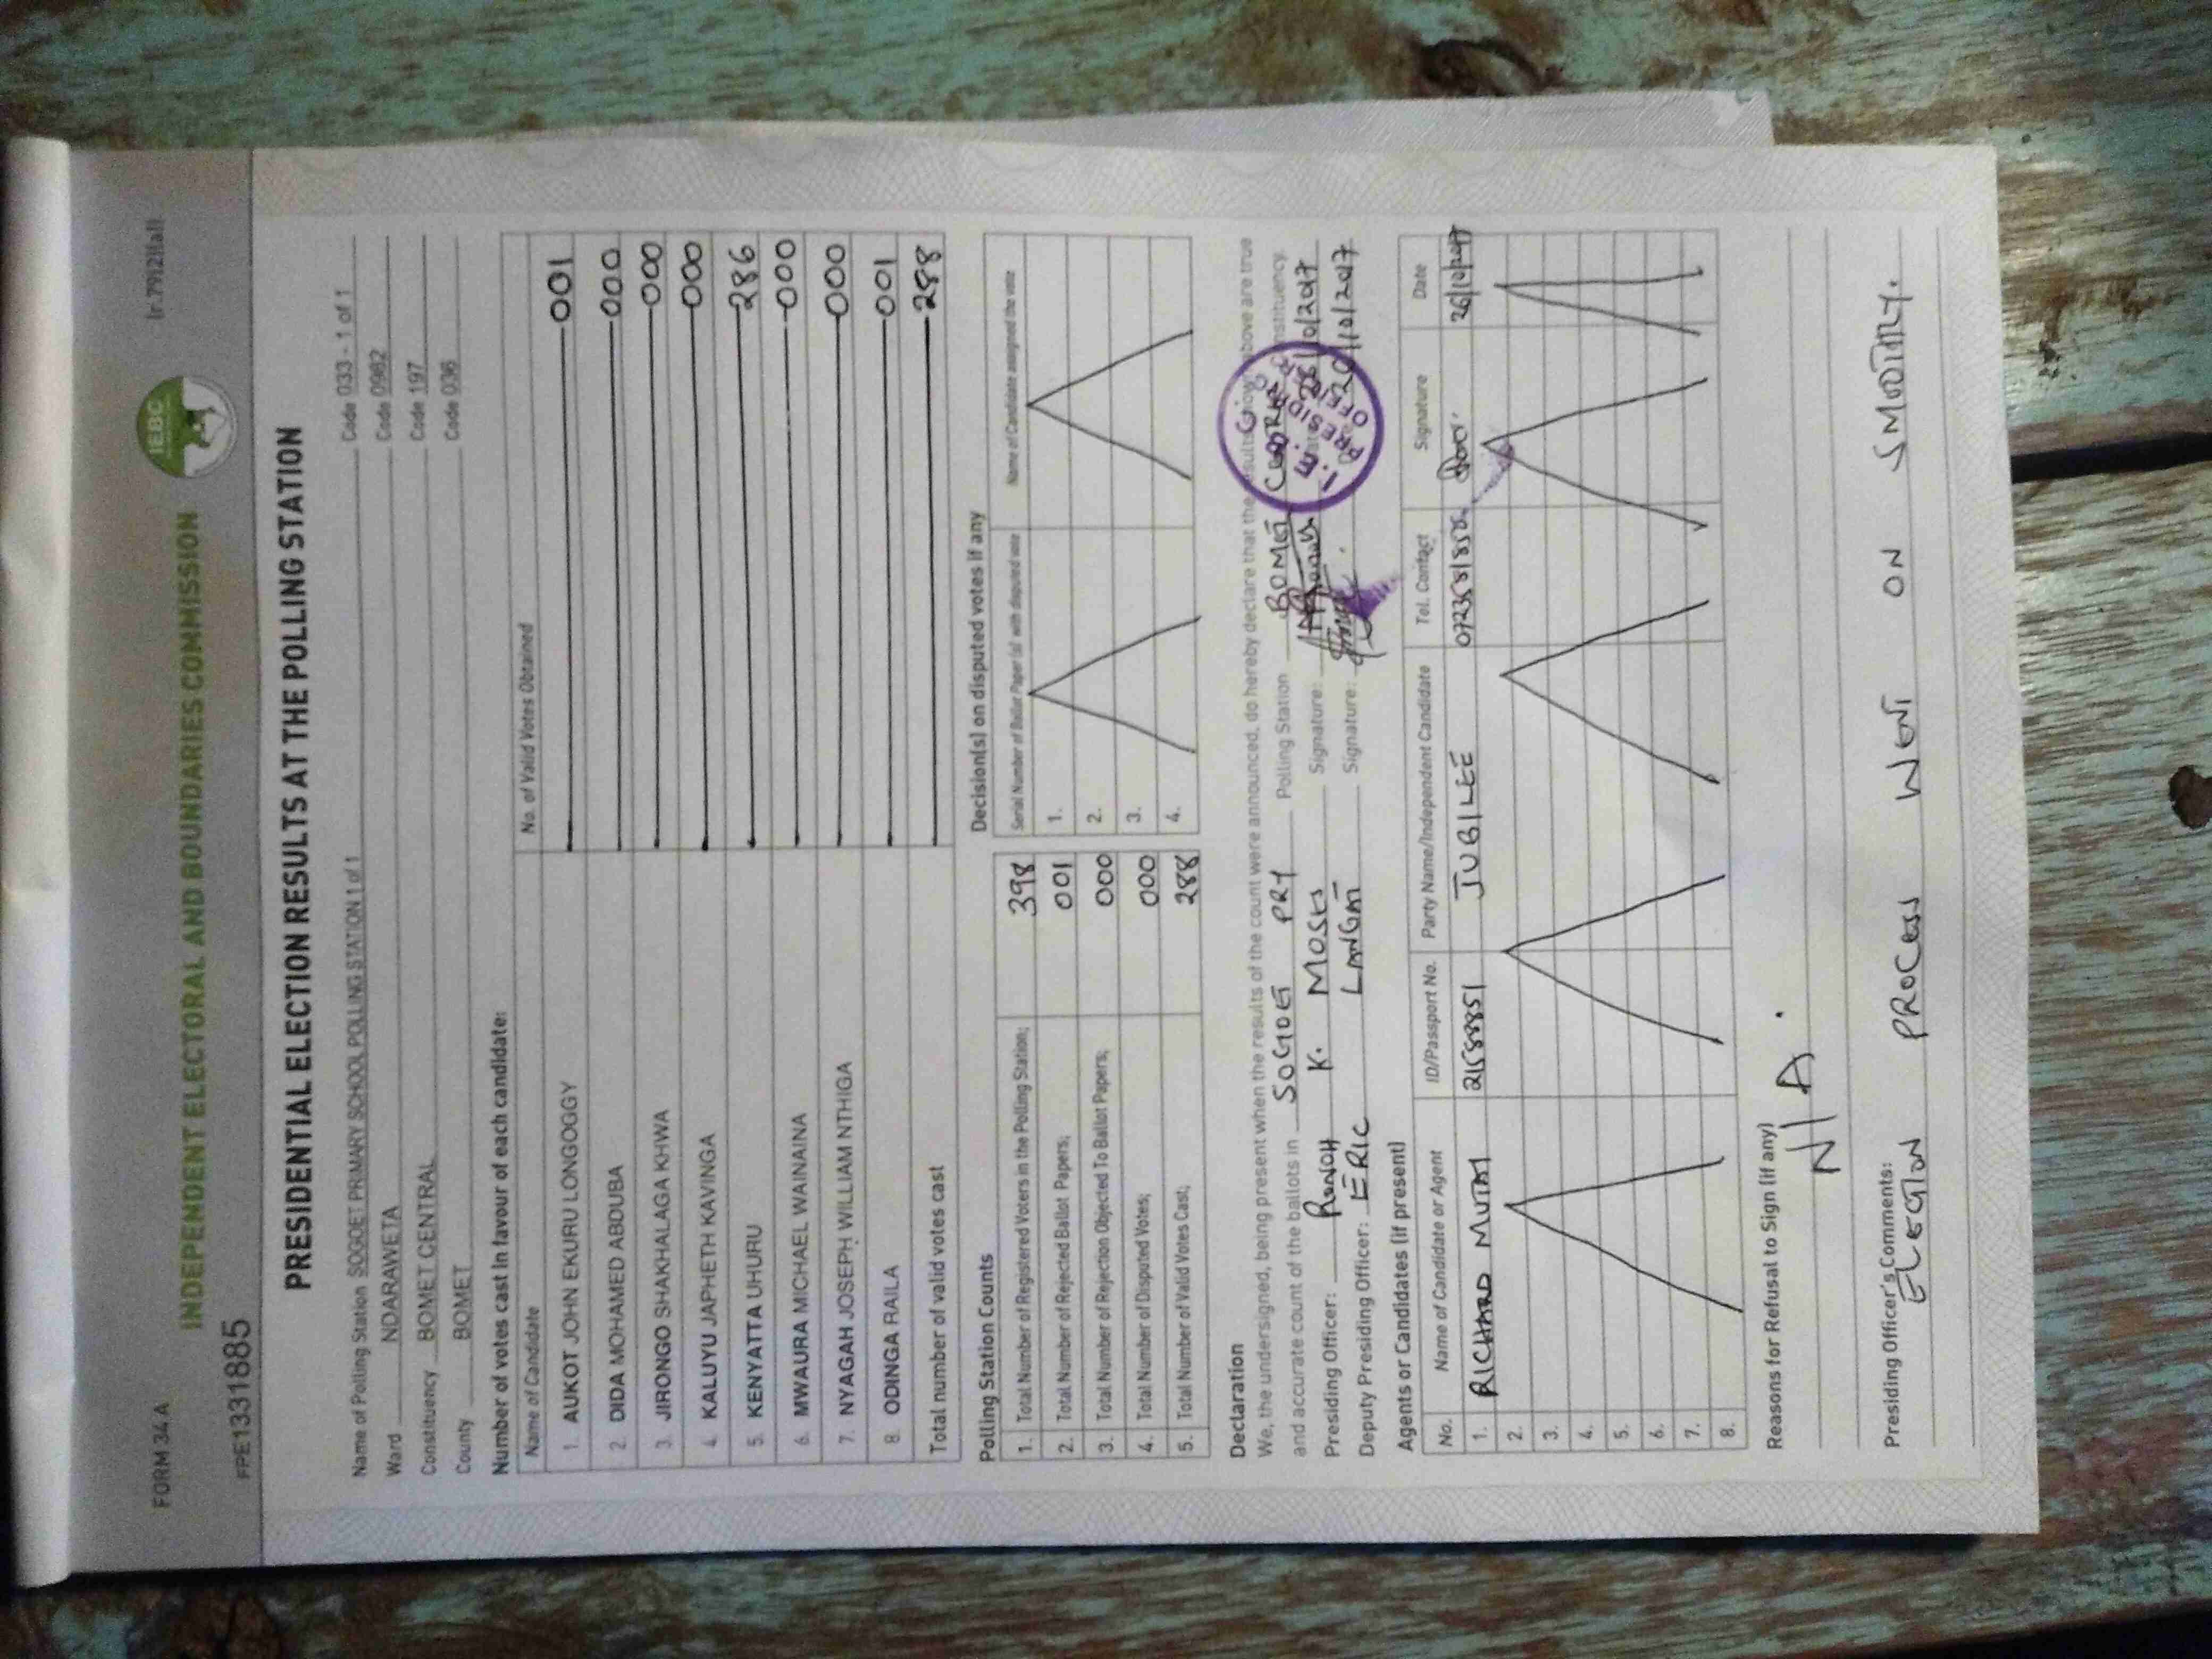 FORM 34 A
Ir.7912IIall
INDEPENDENT ELECTORAL AND BOUNDARIES COMMISSION
IEBC
FPE1331885
PRESIDENTIAL ELECTION RESULTS AT THE POLLING STATION
Name of Polling Station SOGOET PRIMARY SCHOOL POLLING STATION 1 of 1 Code 033 - 1 of 1
Ward NDARAWETA Code 0982
Constituency BOMET CENTRAL Code 197
County BOMET Code 036
Number of votes cast in favour of each candidate:
Name of Candidate No. of Valid Votes Obtained
1. AUKOT JOHN EKURU LONGOGGY 001
2. DIDA MOHAMED ABDUBA 000
3. JIRONGO SHAKHALAGA KHWA 000
4. KALUYU JAPHETH KAVINGA 000
5. KENYATTA UHURU 286
6. MWAURA MICHAEL WAINAINA 000
7. NYAGAH JOSEPH WILLIAM NTHIGA 000
8. ODINGA RAILA 001
Total number of valid votes cast 288
Polling Station Counts
1. Total Number of Registered Voters in the Polling Station; 398
2. Total Number of Rejected Ballot Papers; 001
3. Total Number of Rejection Objected To Ballot Papers; 000
4. Total Number of Disputed Votes; 000
5. Total Number of Valid Votes Cast; 288
Decision(s) on disputed votes if any
Serial Number of Ballot Paper (s) with disputed vote Name of Candidate assigned the vote
1.
2.
3.
4.
Declaration
We, the undersigned, being present when the results of the count were announced, do hereby declare that the results shown above are true
and accurate count of the ballots in SOGOET PRY Polling Station BOMET Constituency.
Presiding Officer: RONOH K. MOSES Signature: 26/10/2017
Deputy Presiding Officer: ERIC LANGAT Signature: 26/10/2017
I.E.B.C
PRESIDING OFFICER
Agents or Candidates (if present)
No. Name of Candidate or Agent ID/Passport No. Party Name/Independent Candidate Tel. Contact Signature Date
1. RICHARD MUTAI JUBILEE 26/10/2017
2.
3.
4.
5.
6.
7.
8.
Reasons for Refusal to Sign (if any)
N/A.
Presiding Officer's Comments:
ELECTION PROCESS WENT ON SMOOTHLY.